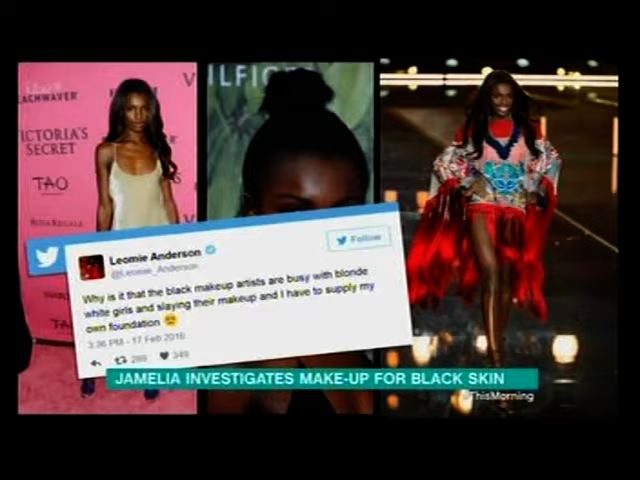 ILFIG
VICTORIA'S
SECRET
TAO
Leomie Anderson
@Leomie_Anderson
Follow
Why is it that the black makeup artists are busy with blonde
white girls and slaying their makeup and I have to supply my
own foundation 😩
3:36 PM - 17 Feb 2016
349
JAMELIA INVESTIGATES MAKE-UP FOR BLACK SKIN
#ThisMorning